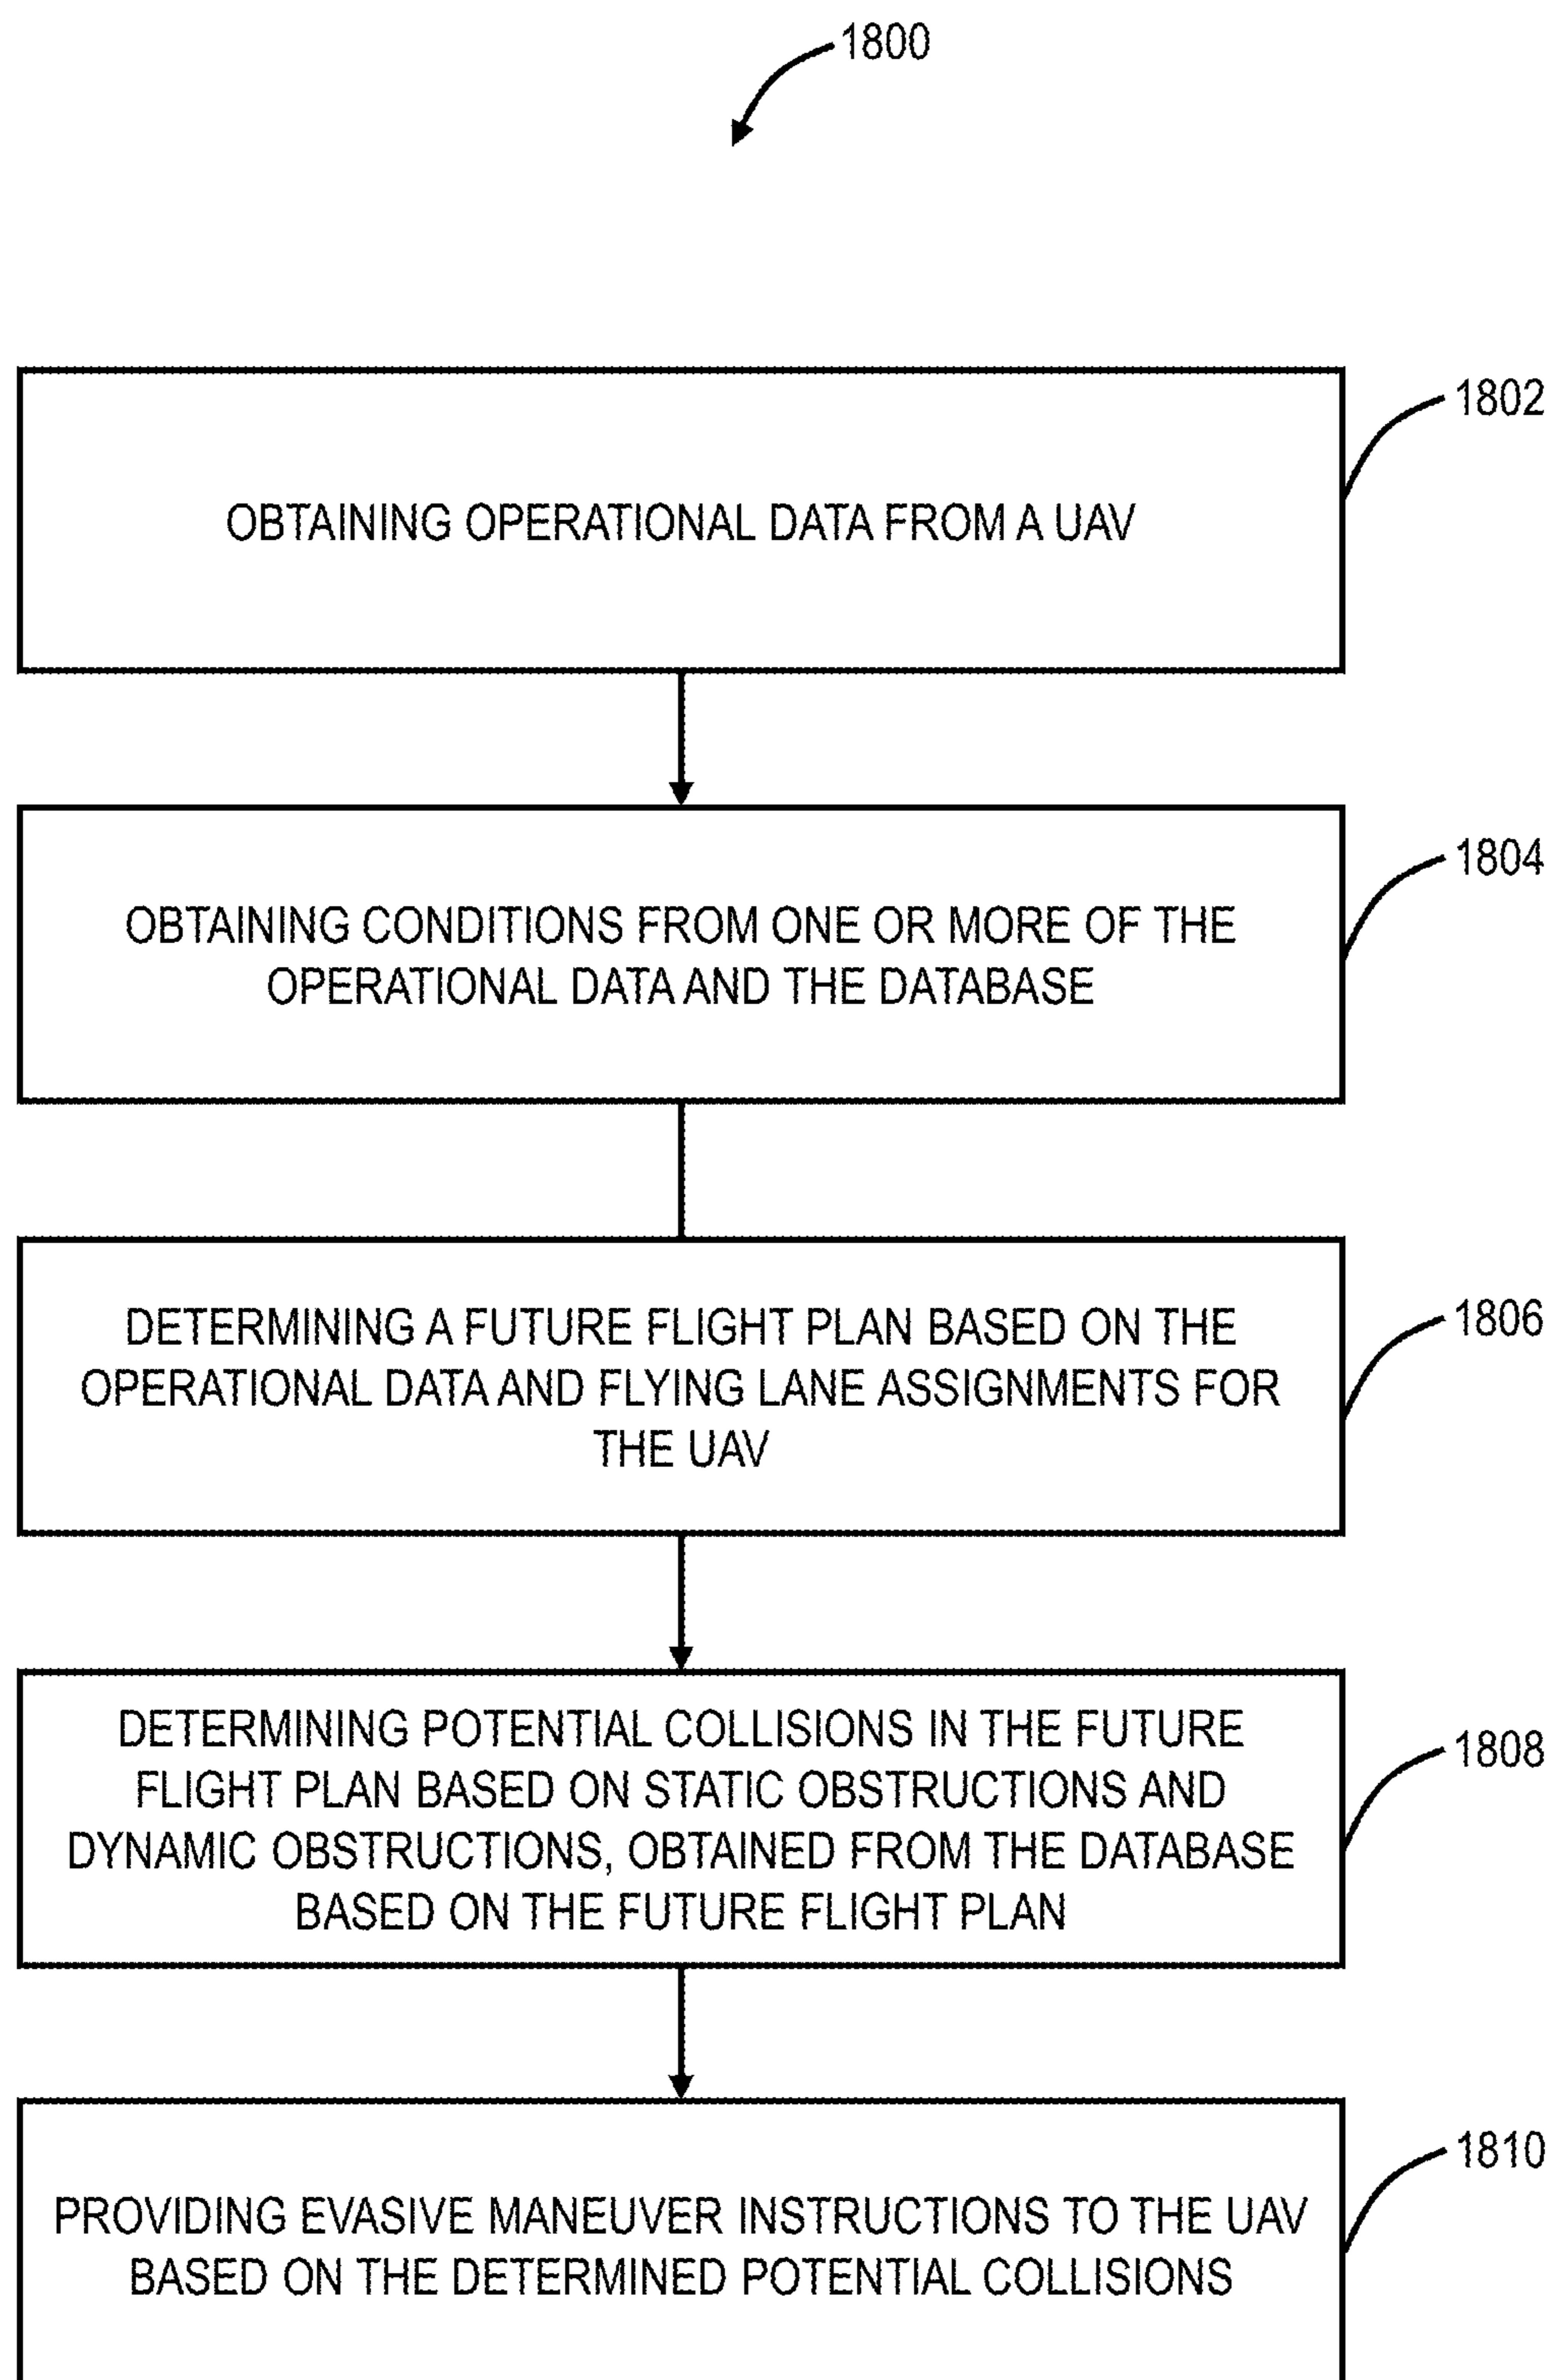 1800
1802
OBTAINING OPERATIONAL DATA FROM A UAV
1804
OBTAINING CONDITIONS FROM ONE OR MORE OF THE
OPERATIONAL DATA AND THE DATABASE
1806
DETERMINING A FUTURE FLIGHT PLAN BASED ON THE
OPERATIONAL DATA AND FLYING LANE ASSIGNMENTS FOR
THE UAV
1808
DETERMINING POTENTIAL COLLISIONS IN THE FUTURE
FLIGHT PLAN BASED ON STATIC OBSTRUCTIONS AND
DYNAMIC OBSTRUCTIONS, OBTAINED FROM THE DATABASE
BASED ON THE FUTURE FLIGHT PLAN
1810
PROVIDING EVASIVE MANEUVER INSTRUCTIONS TO THE UAV
BASED ON THE DETERMINED POTENTIAL COLLISIONS